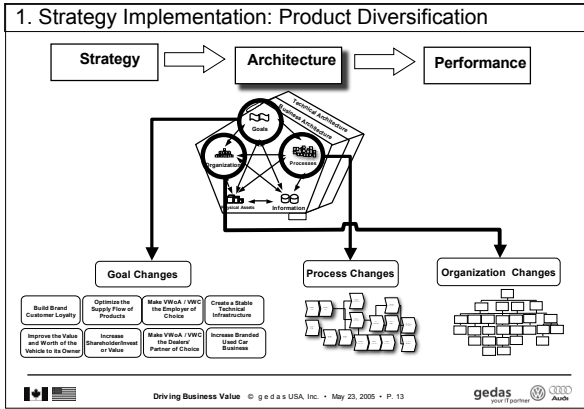 1. Strategy Implementation: Product Diversification
Strategy
Architecture
Performance
Technical Architecture
Business Architecture
Goals
Organization
Processes
Physical Assets
Information
Goal Changes
Process Changes
Organization Changes
Build Brand
Customer Loyalty
Optimize the
Supply Flow of
Products
Make VWoA / VWC
the Employer of
Choice
Create a Stable
Technical
Infrastructure
Improve the Value
and Worth of the
Vehicle to its Owner
Increase
Shareholder/Invest
or Value
Make VWoA / VWC
the Dealers'
Partner of Choice
Increase Branded
Used Car
Business
Driving Business Value © g e d a s USA, Inc. • May 23, 2005 • P. 13
gedas
your IT partner
Audi